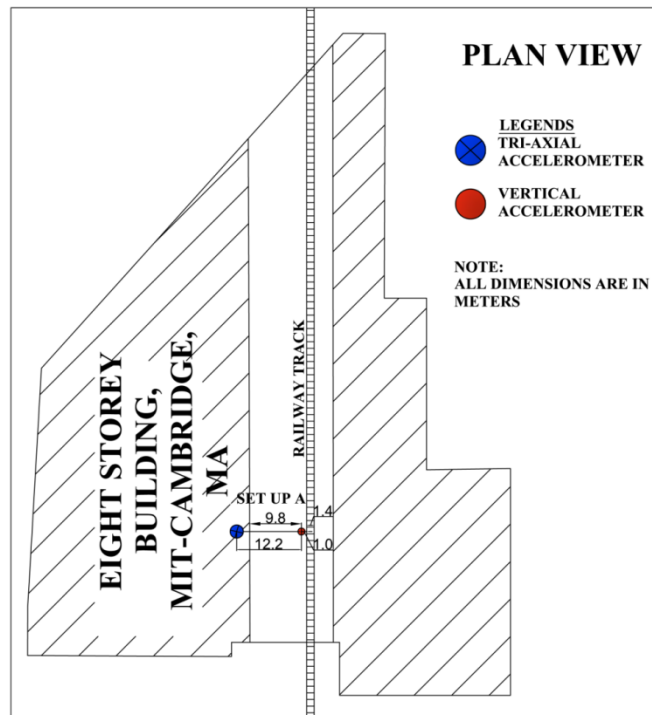 PLAN VIEW
LEGENDS
TRI-AXIAL
ACCELEROMETER
VERTICAL
ACCELEROMETER
NOTE:
ALL DIMENSIONS ARE IN
METERS
EIGHT STOREY
BUILDING,
MIT-CAMBRIDGE,
MA
RAILWAY TRACK
SET UP A
9.8
1.4
12.2
1.0